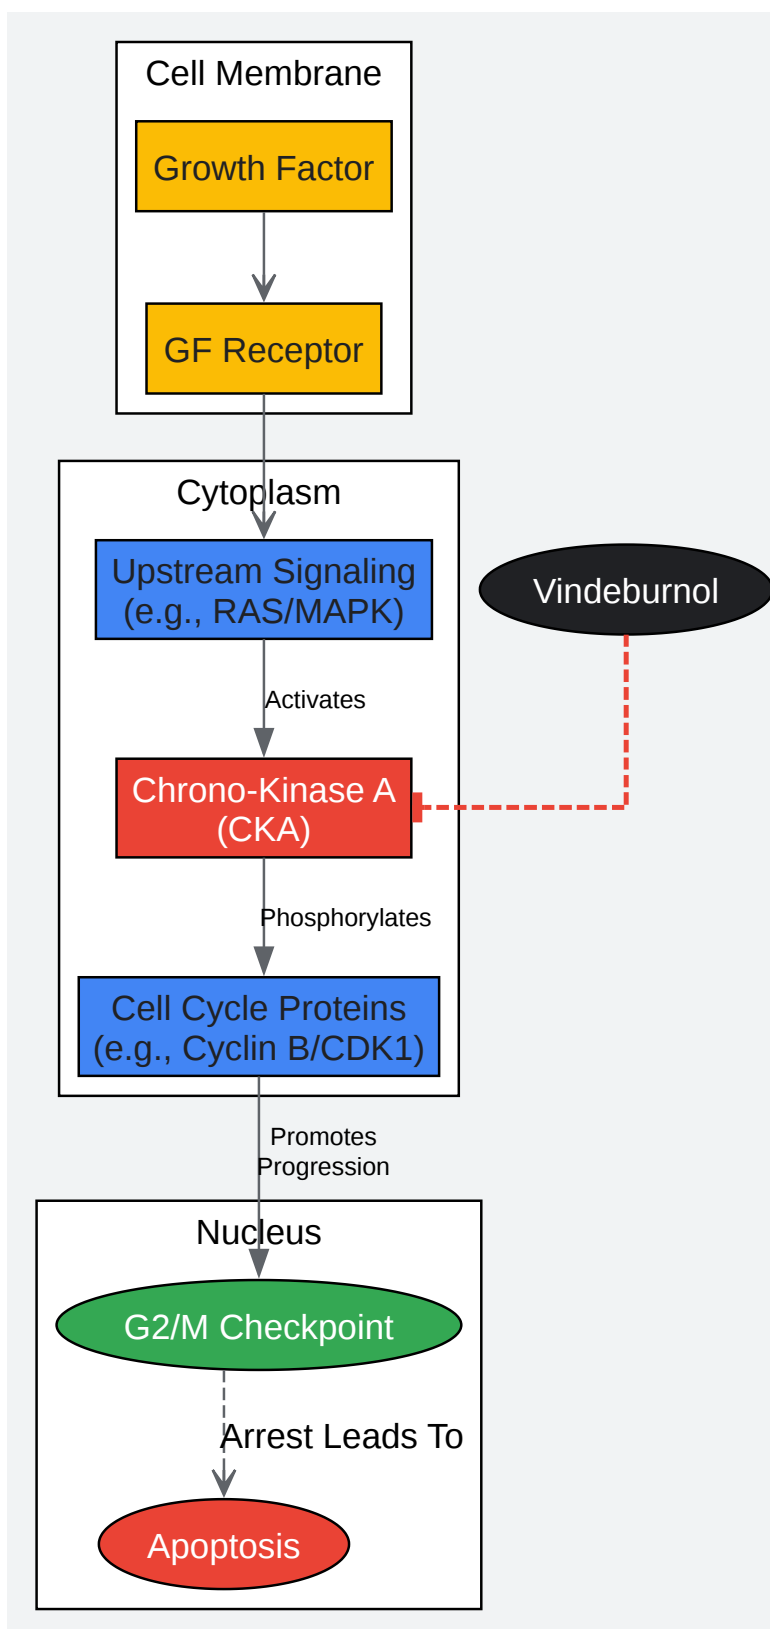 Cell Membrane
Growth Factor
GF Receptor
Cytoplasm
Upstream Signaling
(e.g., RAS/MAPK)
Vindeburnol
Activates
Chrono-Kinase A
(CKA)
Phosphorylates
Cell Cycle Proteins
(e.g., Cyclin B/CDK1)
Promotes
Progression
Nucleus
G2/M Checkpoint
Arrest Leads To
Apoptosis